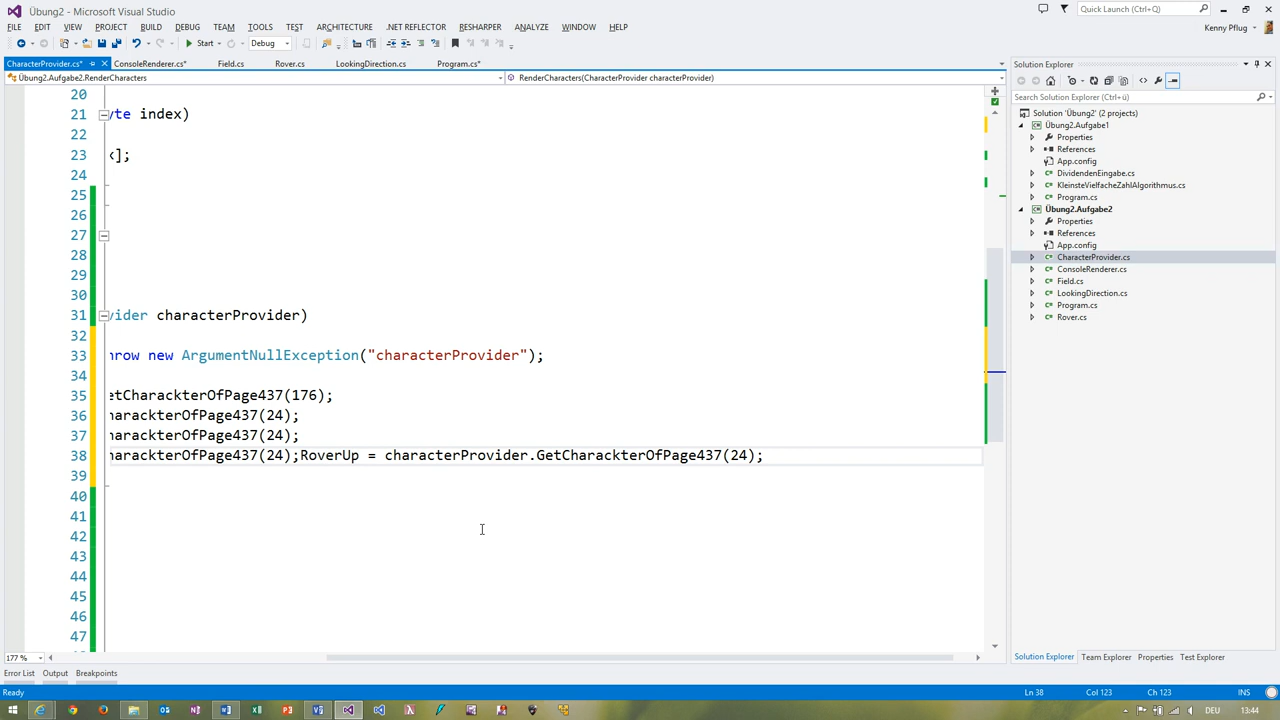 Übung2 - Microsoft Visual Studio
Quick Launch (Ctrl+Q)
FILE EDIT VIEW PROJECT BUILD DEBUG TEAM TOOLS TEST ARCHITECTURE .NET REFLECTOR RESHARPER ANALYZE WINDOW HELP
Kenny Pflug
Start Debug
CharacterProvider.cs* ConsoleRenderer.cs* Field.cs Rover.cs LookingDirection.cs Program.cs*
Übung2.Aufgabe2.RenderCharacters RenderCharacters(CharacterProvider characterProvider)
20
21 yte index)
22
23 x];
24
25
26
27
28
29
30
31 vider characterProvider)
32
33 hrow new ArgumentNullException("characterProvider");
34
35 etCharackterOfPage437(176);
36 harackterOfPage437(24);
37 harackterOfPage437(24);
38 harackterOfPage437(24);RoverUp = characterProvider.GetCharackterOfPage437(24);
39
40
41
42
43
44
45
46
47
177 %
Solution Explorer
Search Solution Explorer (Ctrl+ü)
Solution 'Übung2' (2 projects)
Übung2.Aufgabe1
Properties
References
App.config
DividendenEingabe.cs
KleinsteVielfacheZahlAlgorithmus.cs
Program.cs
Übung2.Aufgabe2
Properties
References
App.config
CharacterProvider.cs
ConsoleRenderer.cs
Field.cs
LookingDirection.cs
Program.cs
Rover.cs
Solution Explorer Team Explorer Properties Test Explorer
Error List Output Breakpoints
Ready Ln 38 Col 123 Ch 123 INS
DEU 13:44